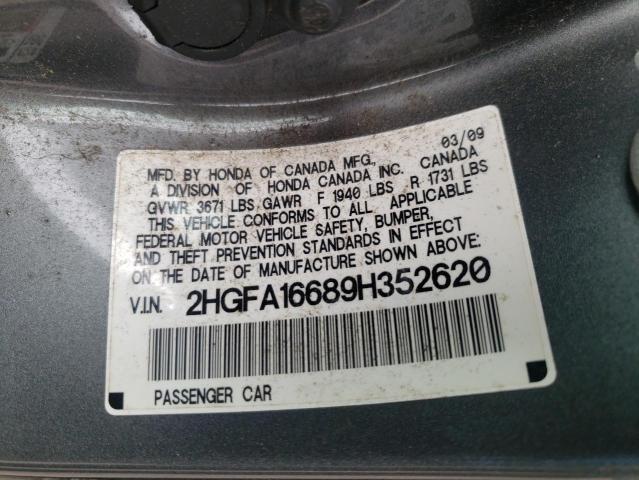 03/09
MFD. BY HONDA OF CANADA MFG.,
A DIVISION OF HONDA CANADA INC. CANADA
GVWR 3671 LBS GAWR F 1940 LBS R 1731 LBS
THIS VEHICLE CONFORMS TO ALL APPLICABLE
FEDERAL MOTOR VEHICLE SAFETY, BUMPER,
AND THEFT PREVENTION STANDARDS IN EFFECT
ON THE DATE OF MANUFACTURE SHOWN ABOVE:
V.I.N. 2HGFA16689H352620
PASSENGER CAR